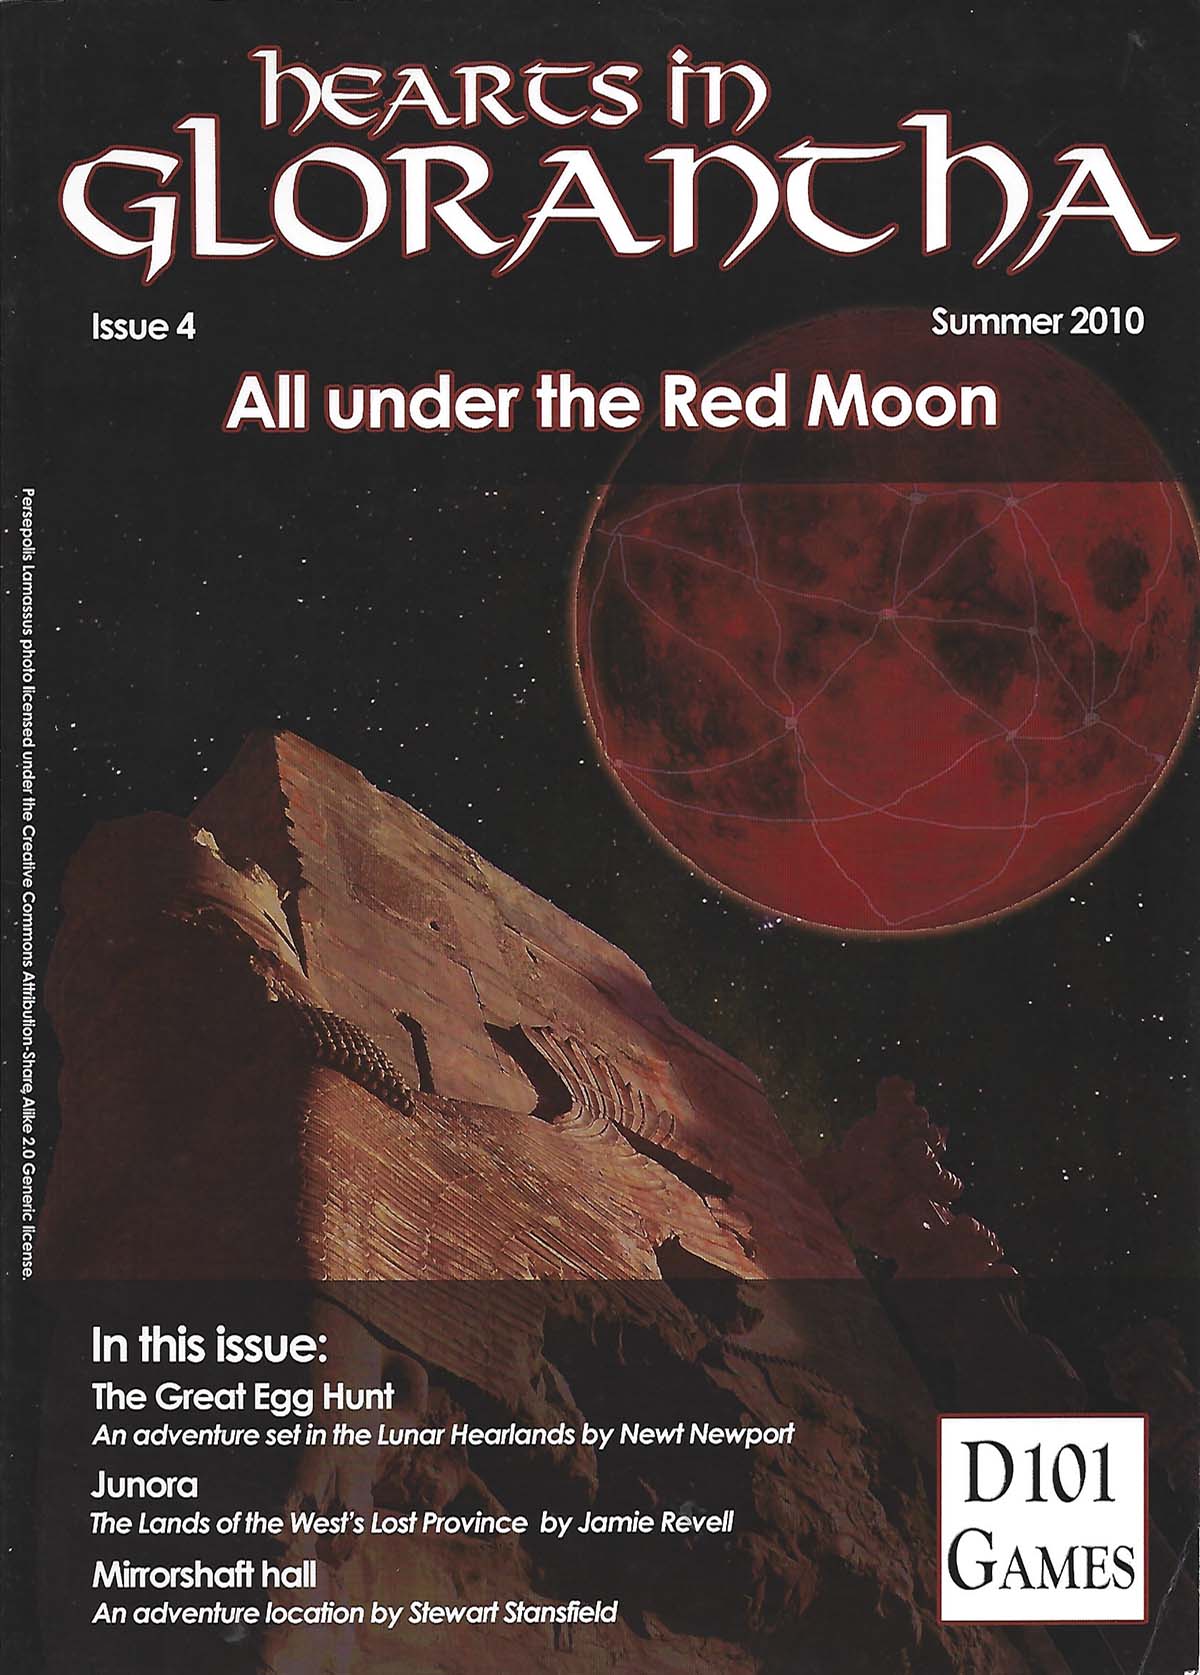 Hearts in
Glorantha
Issue 4
Summer 2010
All under the Red Moon
Persepolis Lamassus photo licensed under the Creative Commons Attribution-Share Alike 2.0 Generic license.
In this issue:
The Great Egg Hunt
An adventure set in the Lunar Hearlands by Newt Newport
Junora
The Lands of the West's Lost Province by Jamie Revell
Mirrorshaft hall
An adventure location by Stewart Stansfield
D101
Games